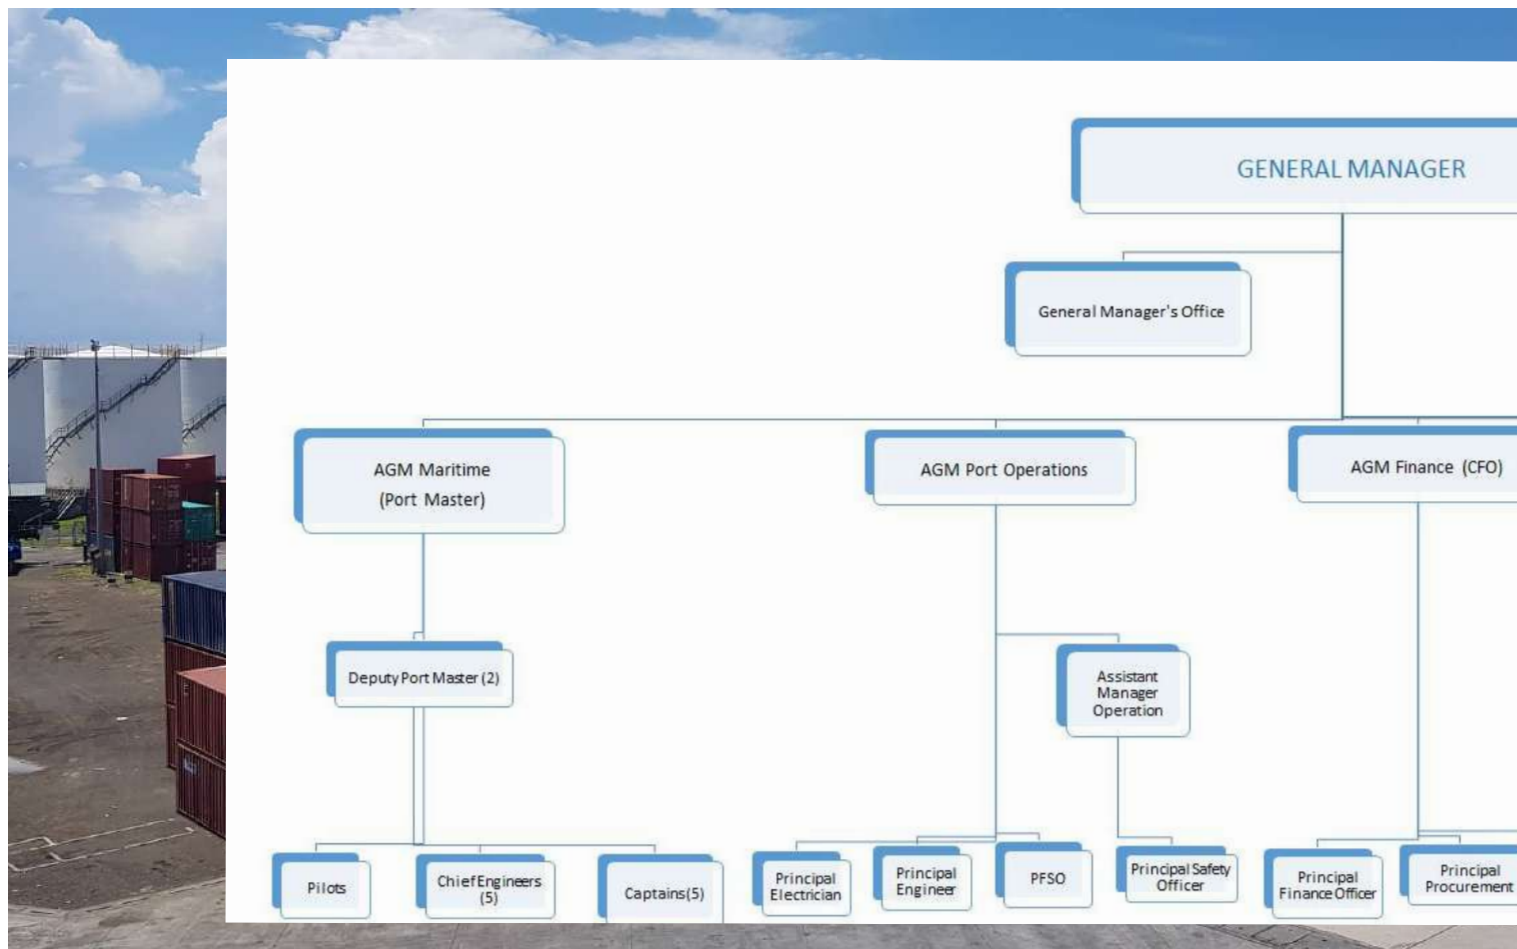 GENERAL MANAGER
General Manager's Office
AGM Maritime
(Port Master)
AGM Port Operations
AGM Finance (CFO)
Deputy Port Master (2)
Assistant
Manager
Operation
Pilots
Chief Engineers
(5)
Captains(5)
Principal
Electrician
Principal
Engineer
PFSO
Principal Safety
Officer
Principal
Finance Officer
Principal
Procurement